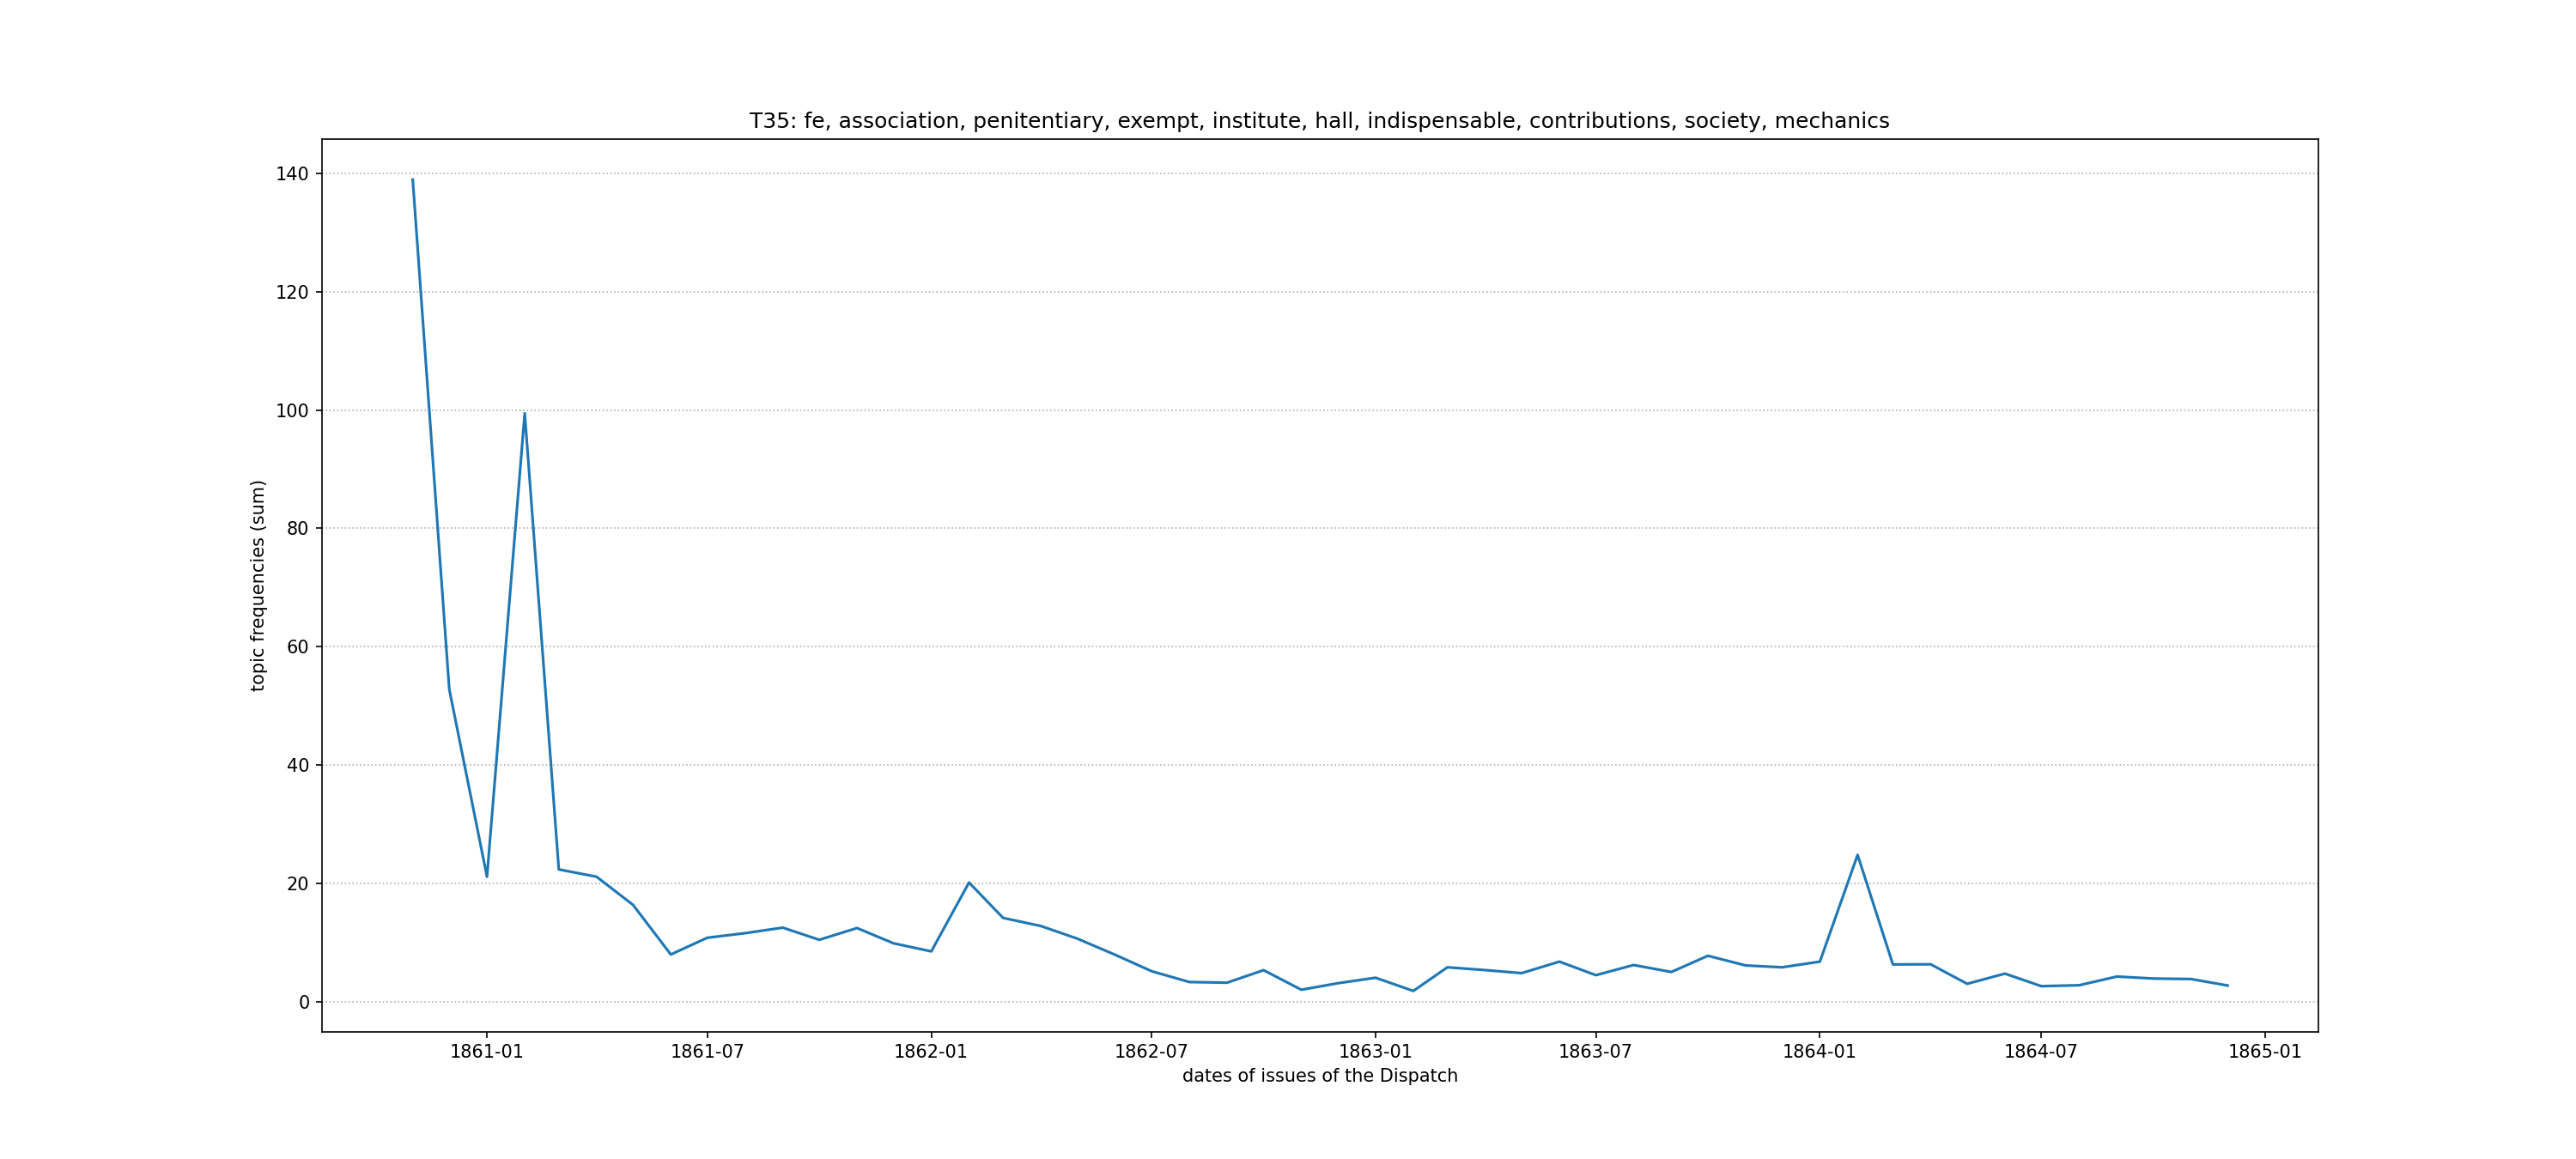 T35: fe, association, penitentiary, exempt, institute, hall, indispensable, contributions, society, mechanics
140
120
100
80
60
40
20
0
topic frequencies (sum)
1861-01 1861-07 1862-01 1862-07 1863-01 1863-07 1864-01 1864-07 1865-01
dates of issues of the Dispatch